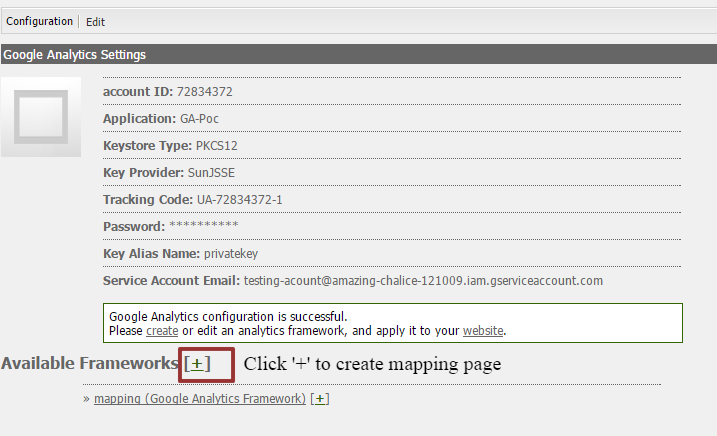 Configuration | Edit
Google Analytics Settings
account ID: 72834372
Application: GA-Poc
Keystore Type: PKCS12
Key Provider: SunJSSE
Tracking Code: UA-72834372-1
Password: **********
Key Alias Name: privatekey
Service Account Email: testing-acount@amazing-chalice-121009.iam.gserviceaccount.com
Google Analytics configuration is successful.
Please create or edit an analytics framework, and apply it to your website.
Available Frameworks [+] Click '+' to create mapping page
» mapping (Google Analytics Framework) [+]